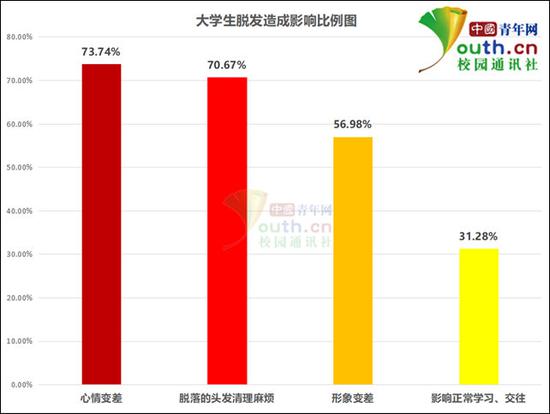 大学生脱发造成影响比例图
中國青年网
outh.cn
校园通讯社
80.00%
70.00%
60.00%
50.00%
40.00%
30.00%
20.00%
10.00%
0.00%
73.74%
70.67%
56.98%
31.28%
中國青年网
outh.cn
校园通讯社
心情变差
脱落的头发清理麻烦
形象变差
影响正常学习、交往